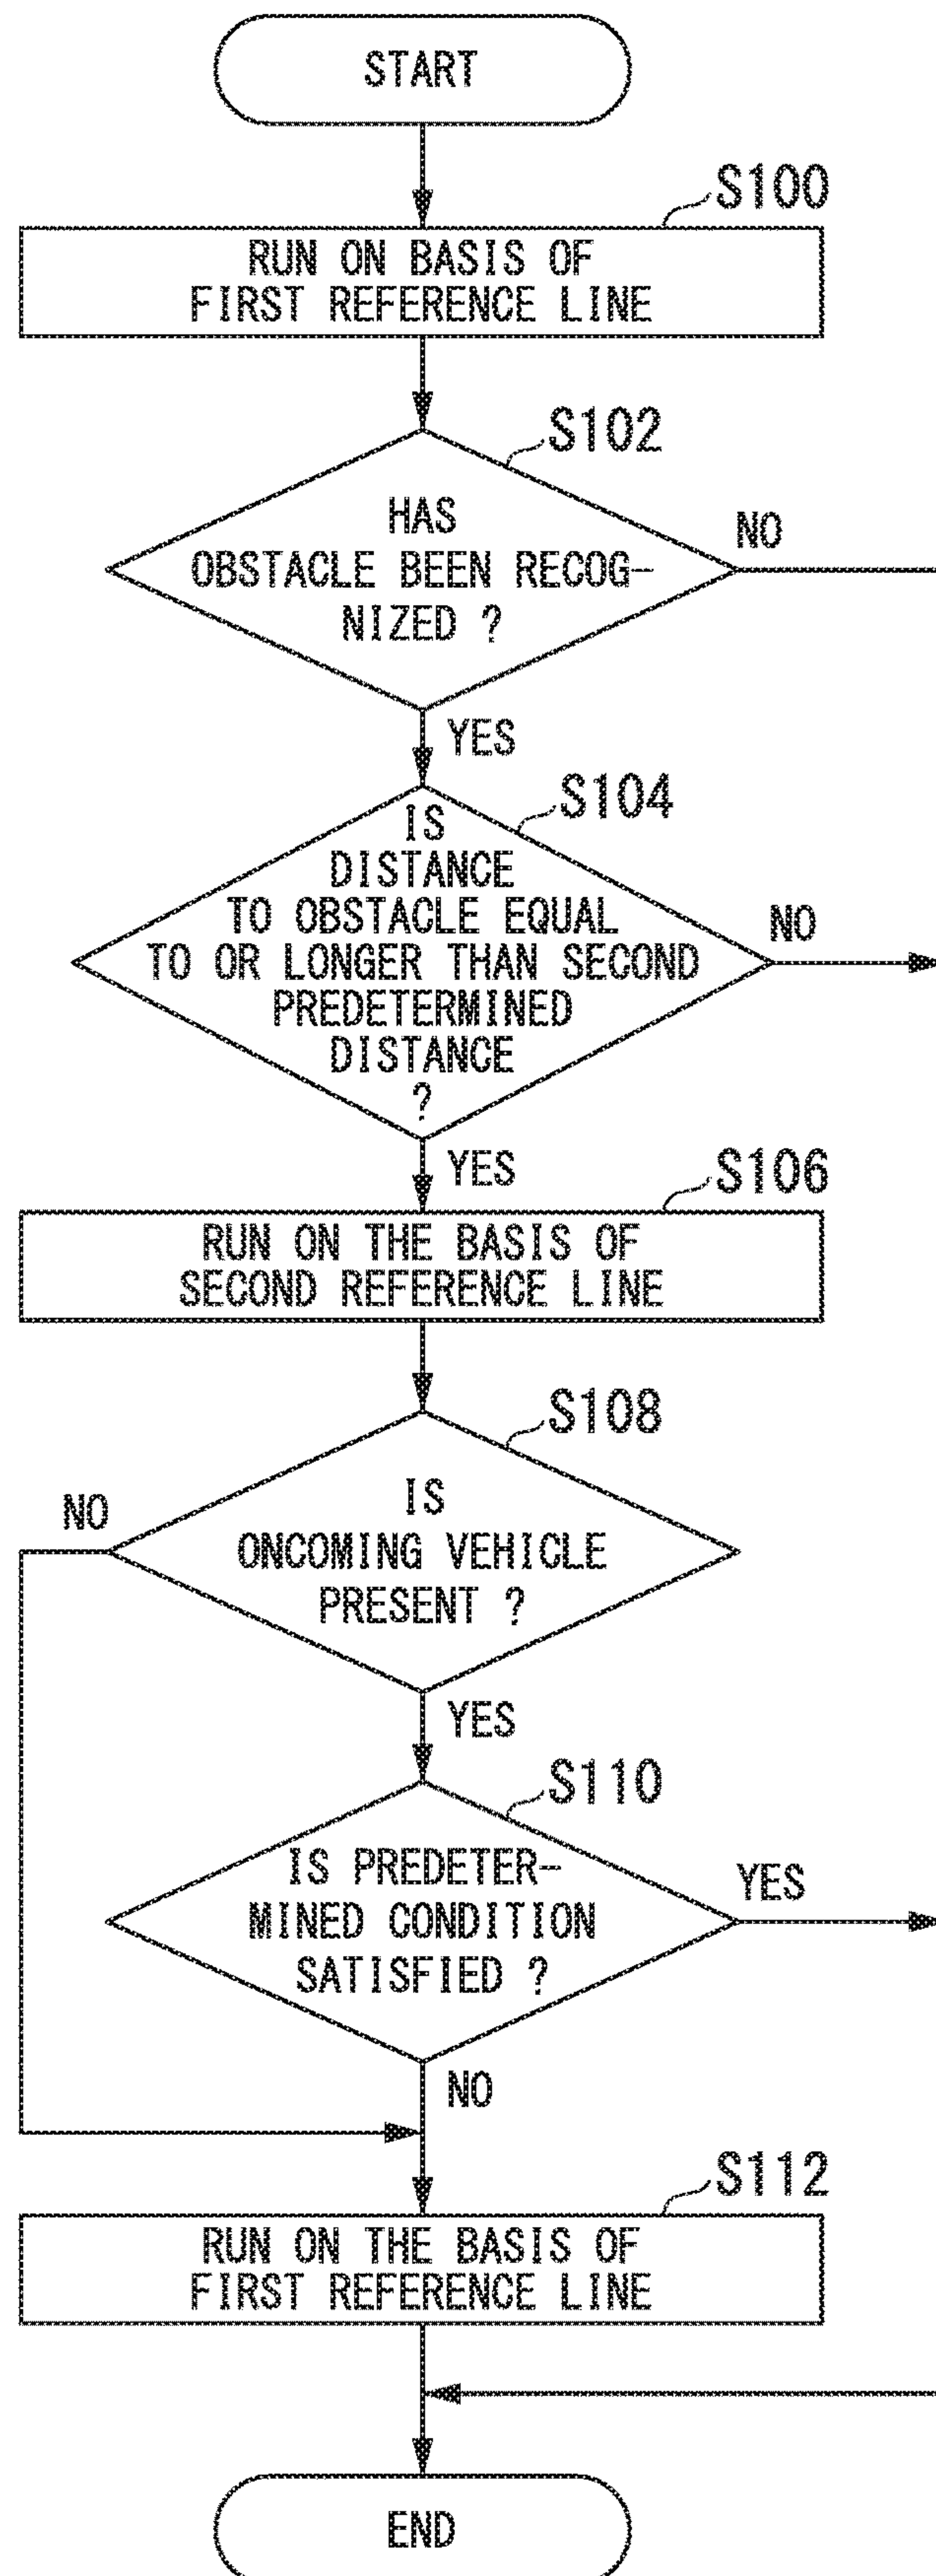 START
S100
RUN ON BASIS OF
FIRST REFERENCE LINE
S102
HAS
OBSTACLE BEEN RECOG-
NIZED ?
NO
YES
S104
IS
DISTANCE
TO OBSTACLE EQUAL
TO OR LONGER THAN SECOND
PREDETERMINED
DISTANCE
?
NO
YES
S106
RUN ON THE BASIS OF
SECOND REFERENCE LINE
S108
IS
ONCOMING VEHICLE
PRESENT ?
NO
YES
S110
IS PREDETER-
MINED CONDITION
SATISFIED ?
YES
NO
S112
RUN ON THE BASIS OF
FIRST REFERENCE LINE
END